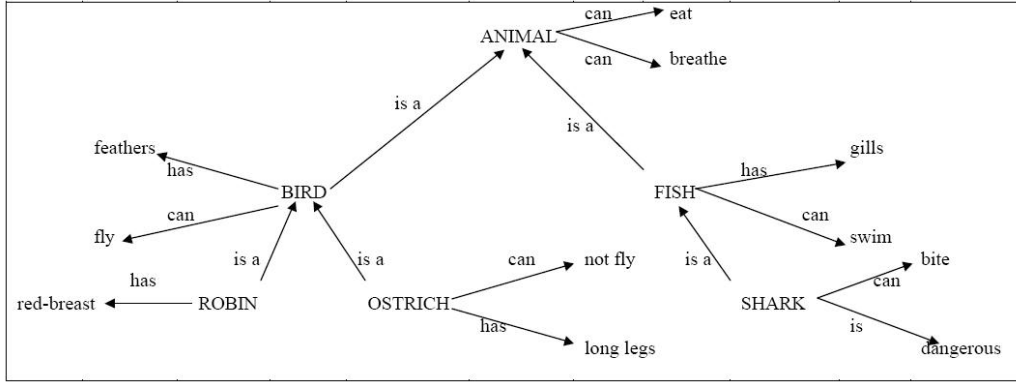 can
eat
ANIMAL
can
breathe
is a
is a
feathers
has
gills
has
BIRD
FISH
can
fly
can
swim
is a
is a
is a
can
not fly
can
bite
has
red-breast
ROBIN
OSTRICH
has
long legs
SHARK
is
dangerous